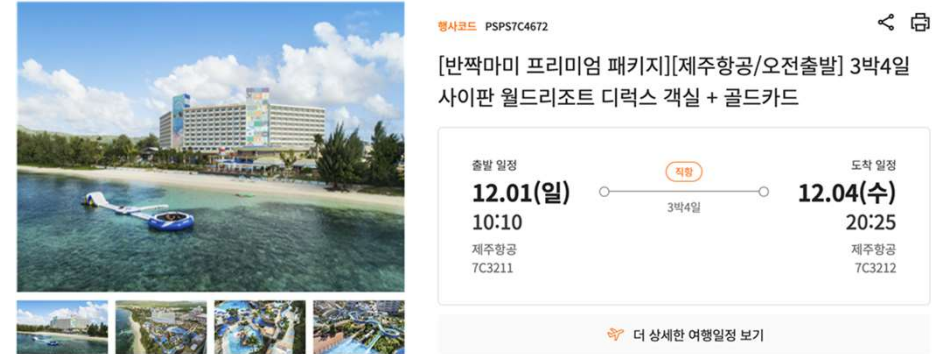 행사코드 PSPS7C4672
[반짝마미 프리미엄 패키지][제주항공/오전출발] 3박4일
사이판 월드리조트 디럭스 객실 + 골드카드
출발 일정
직항
도착 일정
12.01(일)
12.04(수)
3박4일
10:10
20:25
제주항공
제주항공
7C3211
7C3212
더 상세한 여행일정 보기